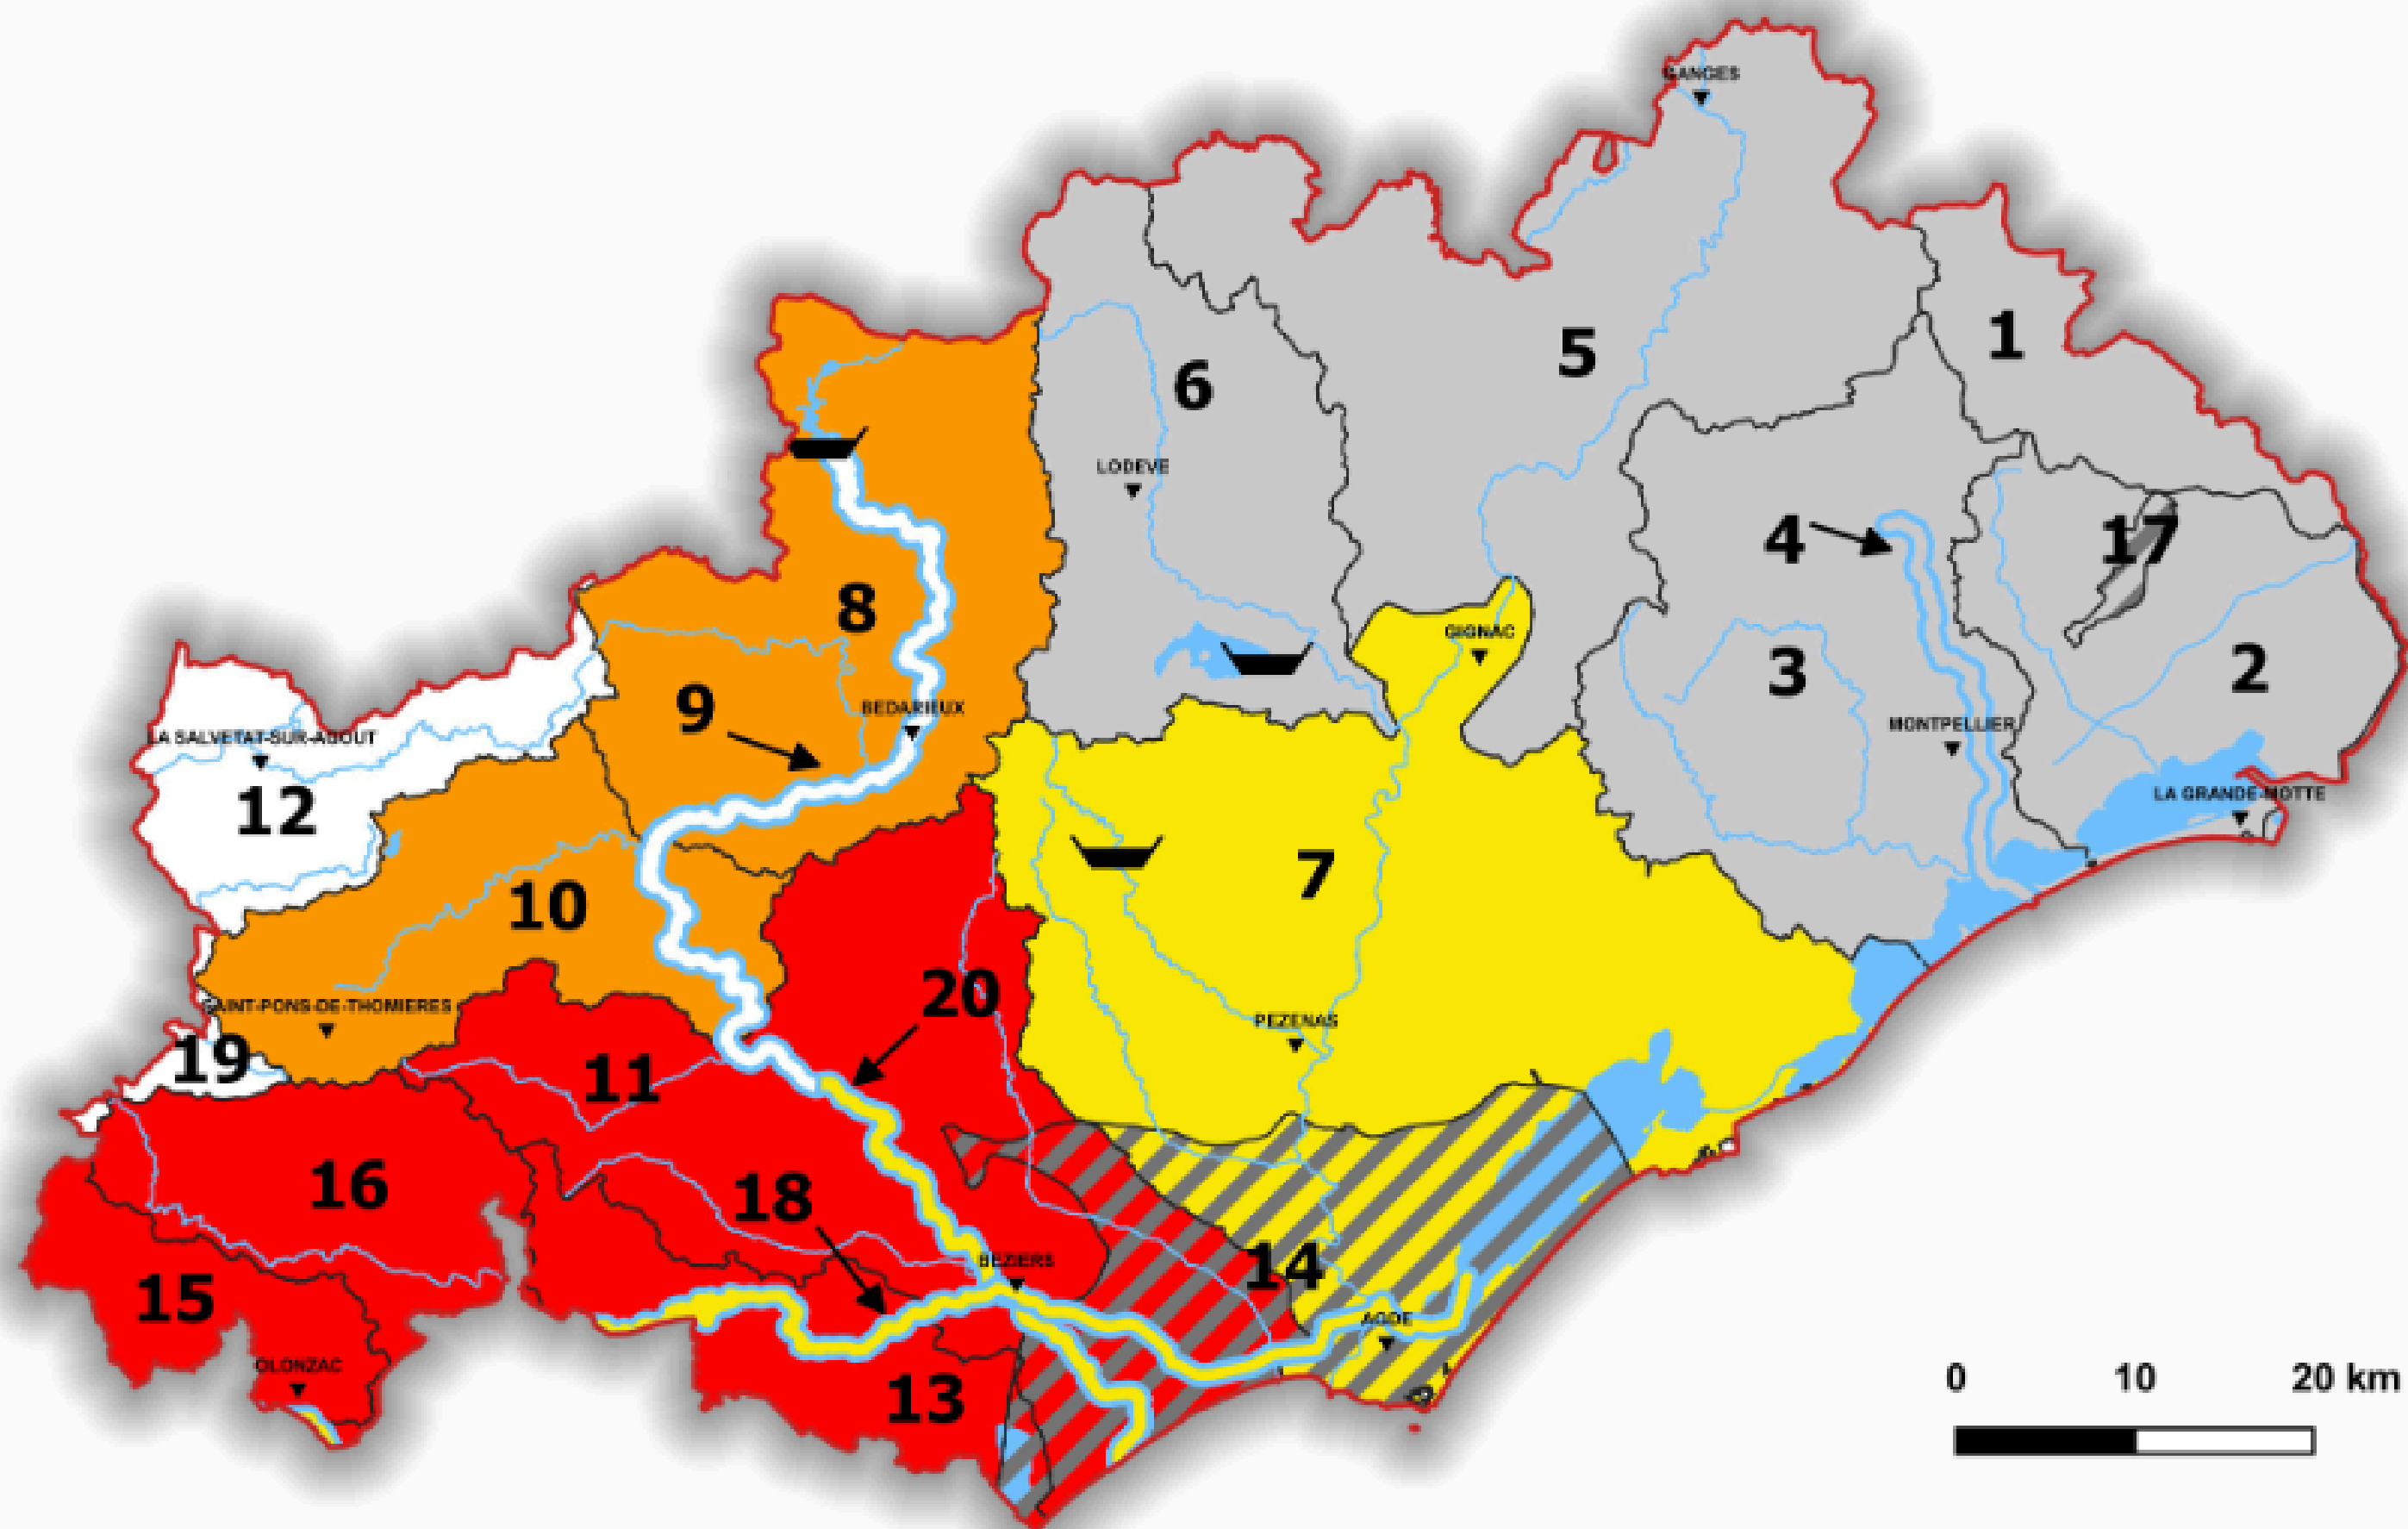 GANGES
1
5
6
LODEVE
17
4
8
GIGNAC
2
3
9
BEDARIEUX
MONTPELLIER
LA SALVETAT-SUR-AGOUT
LA GRANDE-MOTTE
12
7
10
20
SAINT-PONS-DE-THOMIERES
PEZENAS
19
11
16
18
BEZIERS
14
15
AGDE
OLONZAC
13
0 10 20 km